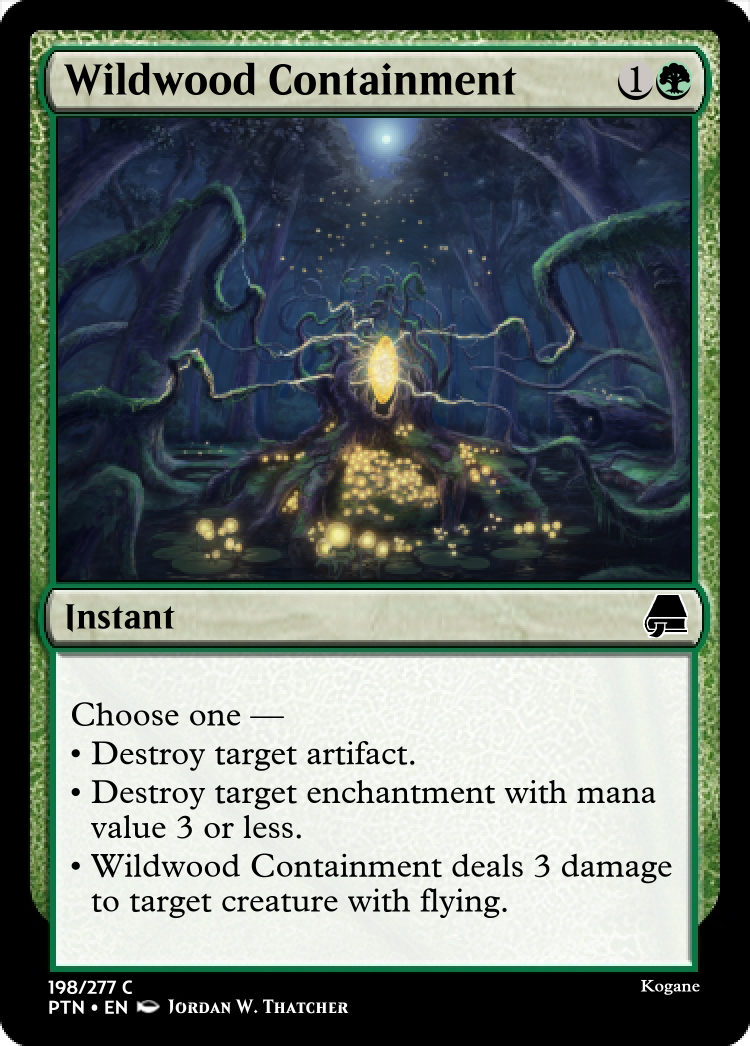 Wildwood Containment 1
Instant
Choose one —
• Destroy target artifact.
• Destroy target enchantment with mana
value 3 or less.
• Wildwood Containment deals 3 damage
to target creature with flying.
198/277 C
Kogane
PTN • EN Jordan W. Thatcher